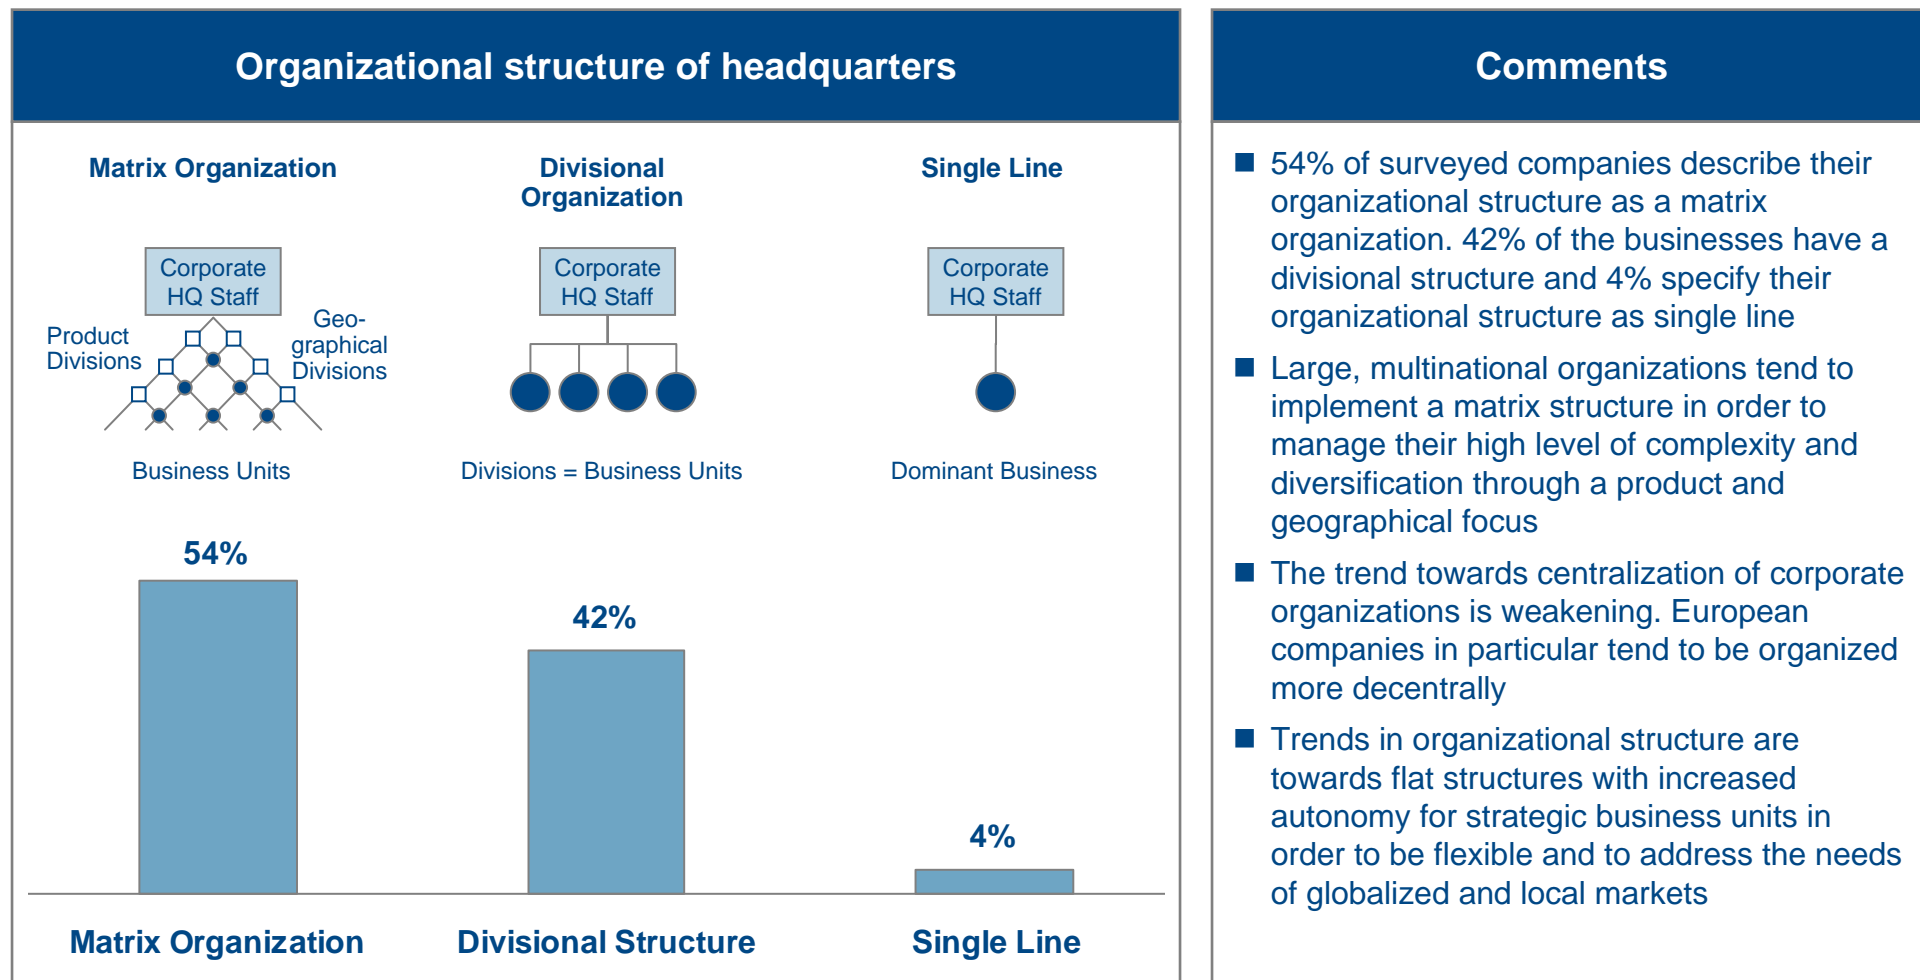 Organizational structure of headquarters
Matrix Organization
Divisional
Organization
Single Line
Corporate
HQ Staff
Product
Divisions
Geo-
graphical
Divisions
Business Units
Corporate
HQ Staff
Divisions = Business Units
Corporate
HQ Staff
Dominant Business
54%
42%
4%
Matrix Organization
Divisional Structure
Single Line
Comments
54% of surveyed companies describe their
organizational structure as a matrix
organization. 42% of the businesses have a
divisional structure and 4% specify their
organizational structure as single line
Large, multinational organizations tend to
implement a matrix structure in order to
manage their high level of complexity and
diversification through a product and
geographical focus
The trend towards centralization of corporate
organizations is weakening. European
companies in particular tend to be organized
more decentrally
Trends in organizational structure are
towards flat structures with increased
autonomy for strategic business units in
order to be flexible and to address the needs
of globalized and local markets